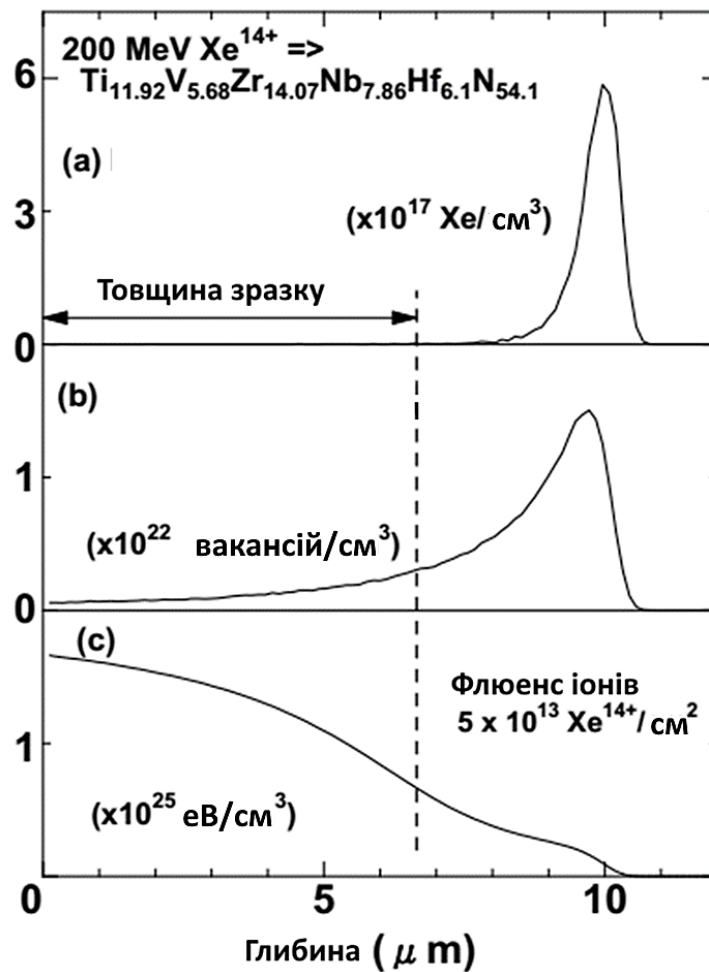 200 MeV Xe¹⁴⁺ =>
Ti₁₁.₉₂V₅.₆₈Zr₁₄.₀₇Nb₇.₈₆Hf₆.₁N₅₄.₁
6
(a)
(x10¹⁷ Xe/см³)
3
Товщина зразку
0
(b)
1
(x10²² вакансій/см³)
0
(c)
Флюенс іонів
5 x 10¹³ Xe¹⁴⁺/см²
1
(x10²⁵ еВ/см³)
0 5 10
Глибина (μm)